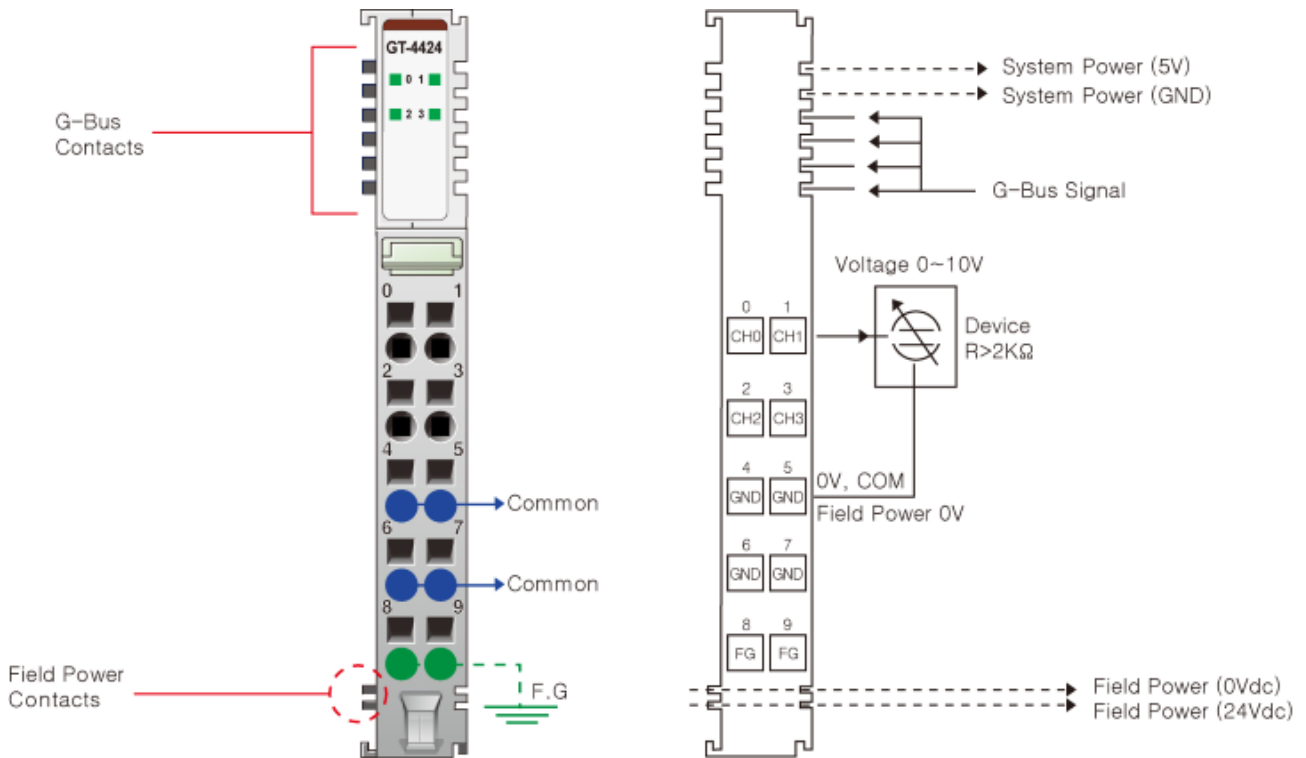 GT-4424
0 1
2 3
G-Bus
Contacts
0 1
2 3
4 5
Common
6 7
Common
8 9
Field Power
Contacts
F.G
System Power (5V)
System Power (GND)
G-Bus Signal
Voltage 0~10V
0 1
CH0 CH1
Device
R>2KΩ
2 3
CH2 CH3
4 5
GND GND
0V, COM
Field Power 0V
6 7
GND GND
8 9
FG FG
Field Power (0Vdc)
Field Power (24Vdc)